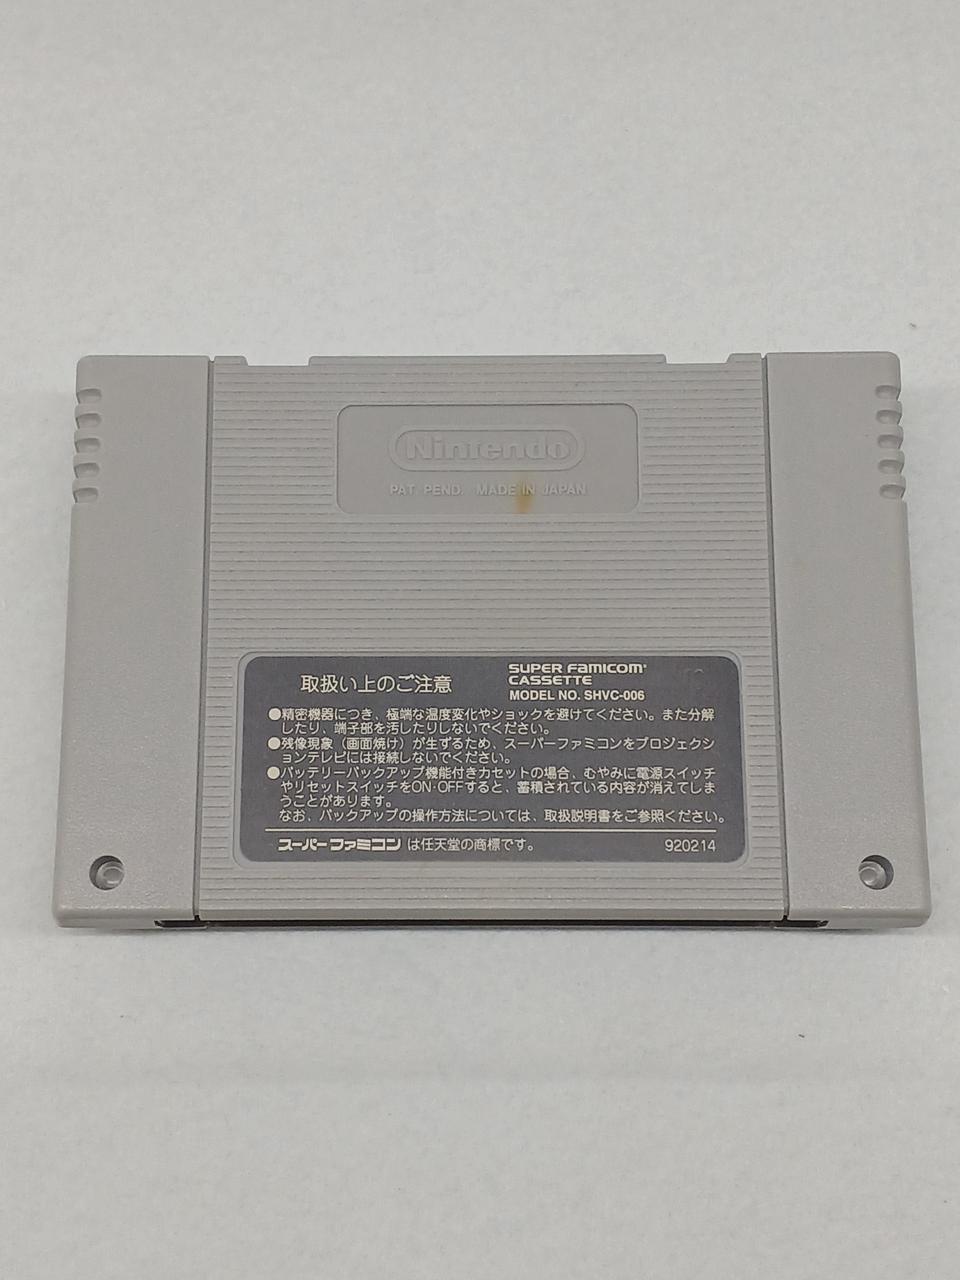 Nintendo
PAT. PEND. MADE IN JAPAN
取扱い上のご注意
SUPER FAMICOM
CASSETTE
MODEL NO. SHVC-006
●精密機器につき、極端な温度変化やショックを避けてください。また分解
したり、端子部を汚したりしないでください。
●残像現象（画面焼け）が生ずるため、スーパーファミコンをプロジェクシ
ョンテレビには接続しないでください。
●バッテリーバックアップ機能付きカセットの場合、むやみに電源スイッチ
やリセットスイッチをON・OFFすると、蓄積されている内容が消えてしま
うことがあります。
なお、バックアップの操作方法については、取扱説明書をご参照ください。
スーパーファミコン は任天堂の商標です。 920214